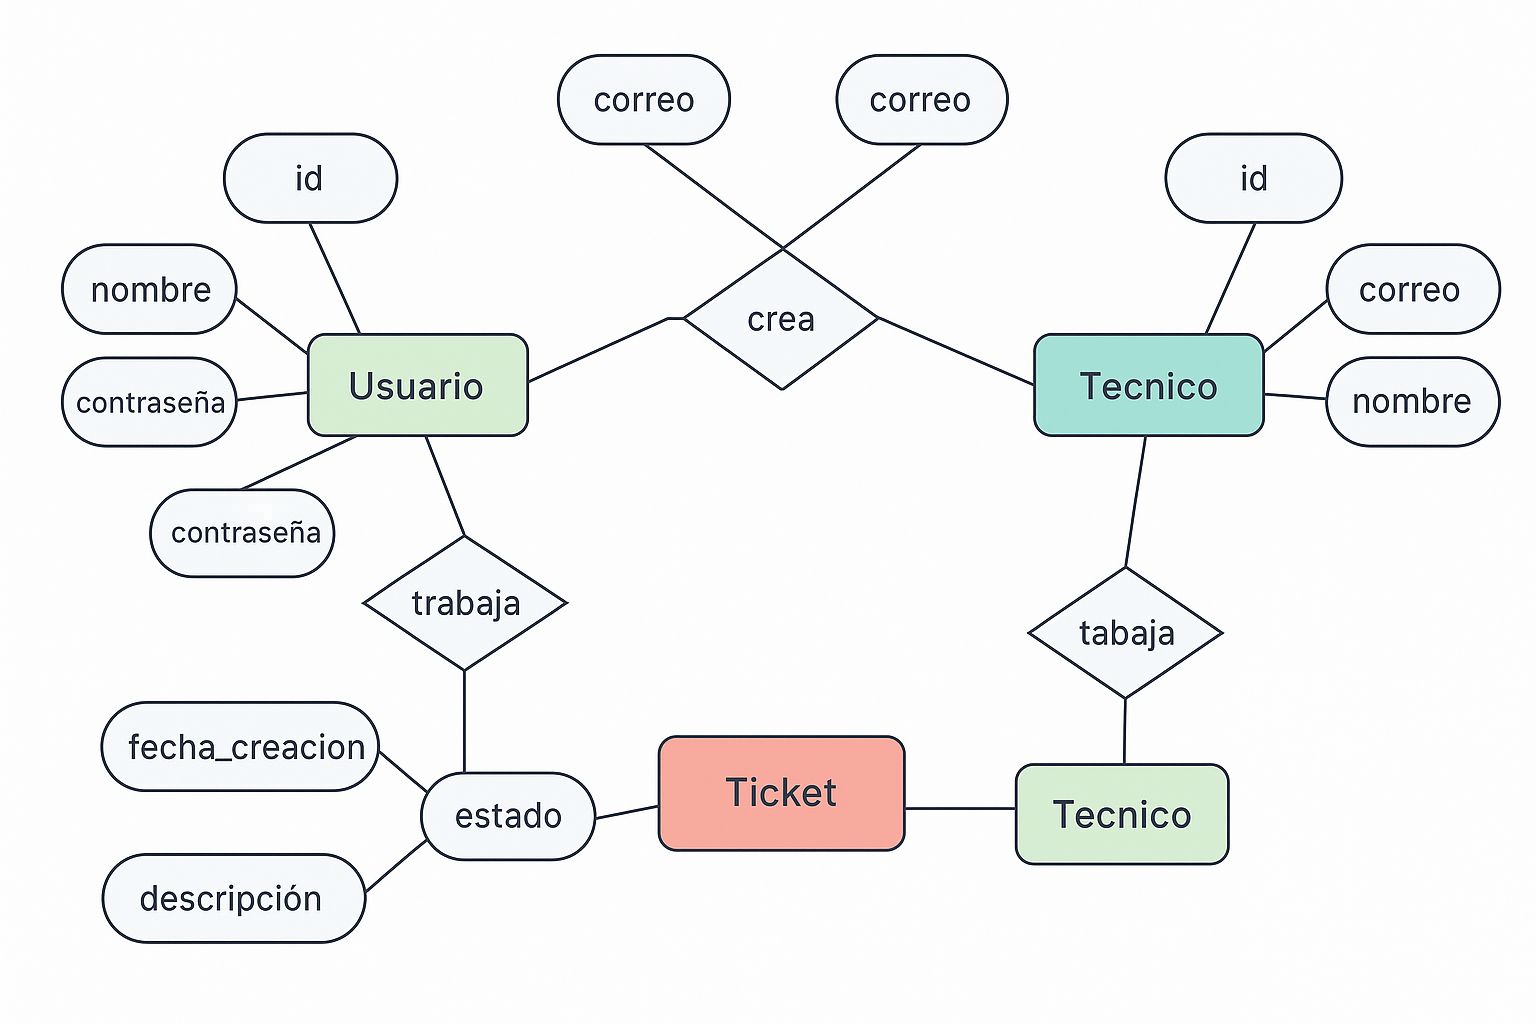 correo
correo
id
id
nombre
correo
crea
Usuario
Tecnico
contraseña
nombre
contraseña
trabaja
tabaja
fecha_creacion
estado
Ticket
Tecnico
descripción